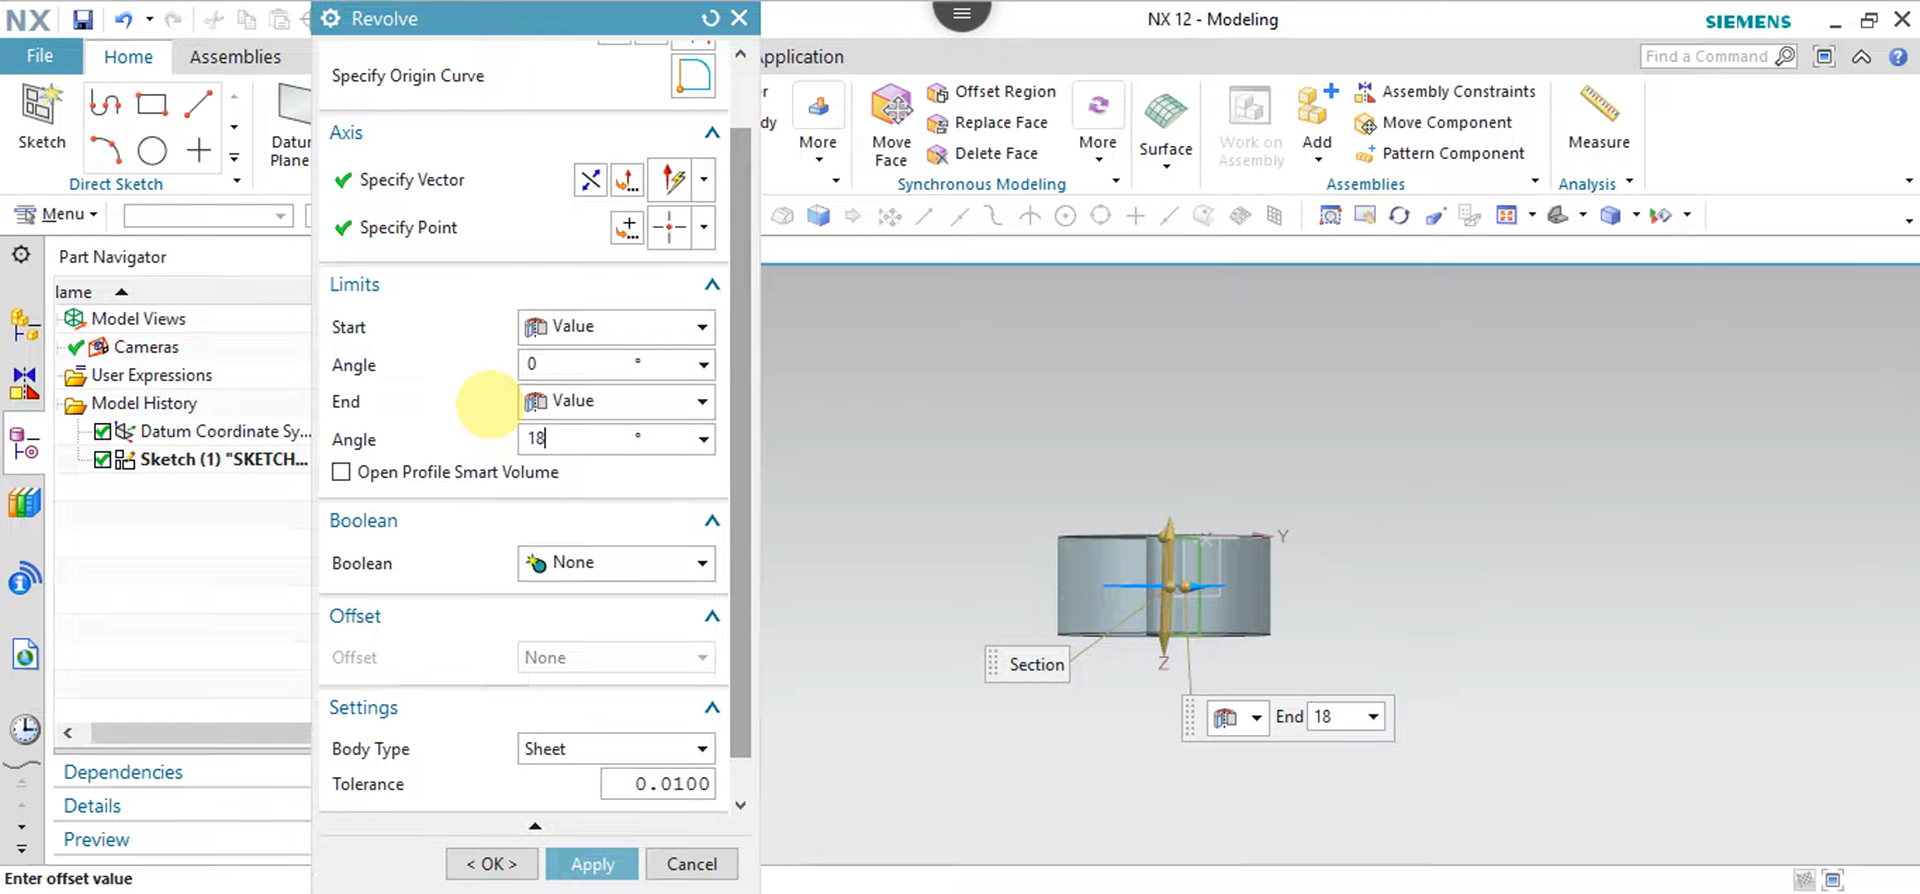 NX
Revolve
NX 12 - Modeling
SIEMENS
File
Home
Assemblies
pplication
Find a Command
Sketch
Datu
Plane
Direct Sketch
r
dy
More
Move
Face
Offset Region
Replace Face
Delete Face
More
Synchronous Modeling
Surface
Work on
Assembly
Add
Assembly Constraints
Move Component
Pattern Component
Assemblies
Measure
Analysis
Menu
Part Navigator
lame
Model Views
Cameras
User Expressions
Model History
Datum Coordinate Sy...
Sketch (1) "SKETCH...
Dependencies
Details
Preview
Specify Origin Curve
Axis
Specify Vector
Specify Point
Limits
Start
Value
Angle
0 °
End
Value
Angle
18 °
Open Profile Smart Volume
Boolean
Boolean
None
Offset
Offset
None
Settings
Body Type
Sheet
Tolerance
0.0100
< OK >
Apply
Cancel
X
Y
Z
Section
End 18
Enter offset value